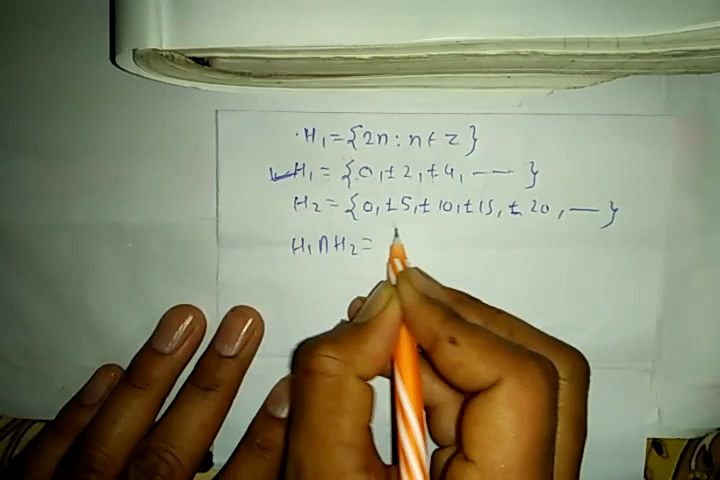 ·H₁ = {2n : n ∈ Z}
H₁ = {0, ±2, ±4, ---- }
H₂ = {0, ±5, ±10, ±15, ±20, -- }
H₁∩H₂ =